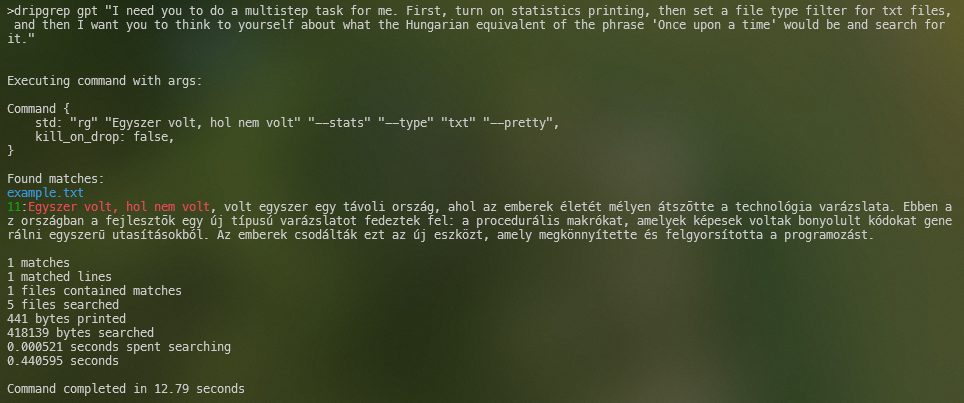 >dripgrep gpt "I need you to do a multistep task for me. First, turn on statistics printing, then set a file type filter for txt files,
 and then I want you to think to yourself about what the Hungarian equivalent of the phrase 'Once upon a time' would be and search for
it."
Executing command with args:
Command {
    std: "rg" "Egyszer volt, hol nem volt" "--stats" "--type" "txt" "--pretty",
    kill_on_drop: false,
}
Found matches:
example.txt
11:Egyszer volt, hol nem volt, volt egyszer egy távoli ország, ahol az emberek életét mélyen átszőtte a technológia varázslata. Ebben a
z országban a fejlesztők egy új típusú varázslatot fedeztek fel: a procedurális makrókat, amelyek képesek voltak bonyolult kódokat gene
rálni egyszerű utasításokból. Az emberek csodálták ezt az új eszközt, amely megkönnyítette és felgyorsította a programozást.
1 matches
1 matched lines
1 files contained matches
5 files searched
441 bytes printed
418139 bytes searched
0.000521 seconds spent searching
0.440595 seconds
Command completed in 12.79 seconds